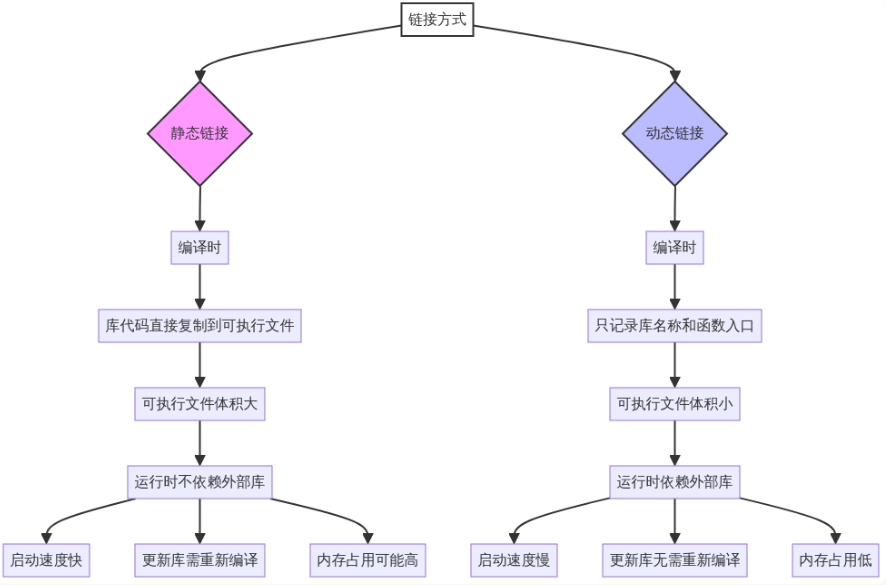 链接方式
静态链接
动态链接
编译时
编译时
库代码直接复制到可执行文件
只记录库名称和函数入口
可执行文件体积大
可执行文件体积小
运行时不依赖外部库
运行时依赖外部库
启动速度快
更新库需重新编译
内存占用可能高
启动速度慢
更新库无需重新编译
内存占用低